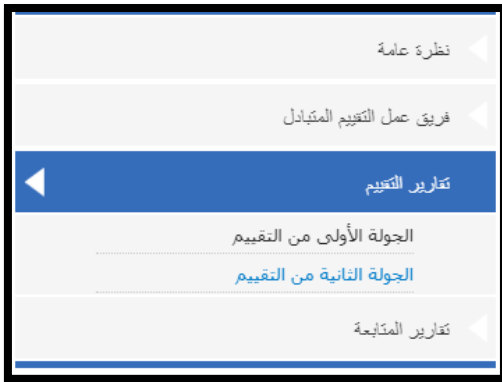 نظرة عامة
فريق عمل التقييم المتبادل
تقارير التقييم
الجولة الأولى من التقييم
الجولة الثانية من التقييم
تقارير المتابعة